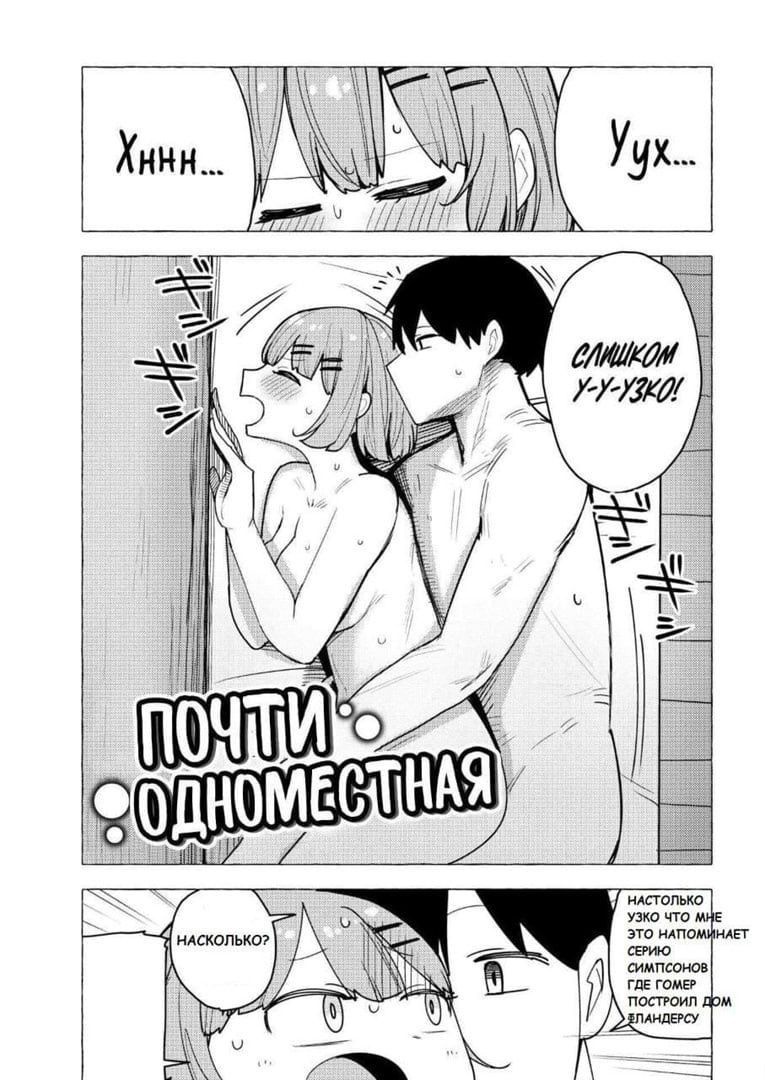 Хннн...
Уух...
СЛИШКОМ
У-У-УЗКО!
ПОЧТИ
ОДНОМЕСТНАЯ
НАСКОЛЬКО?
НАСТОЛЬКО
УЗКО ЧТО МНЕ
ЭТО НАПОМИНАЕТ
СЕРИЮ
СИМПСОНОВ
ГДЕ ГОМЕР
ПОСТРОИЛ ДОМ
ФЛАНДЕРСУ